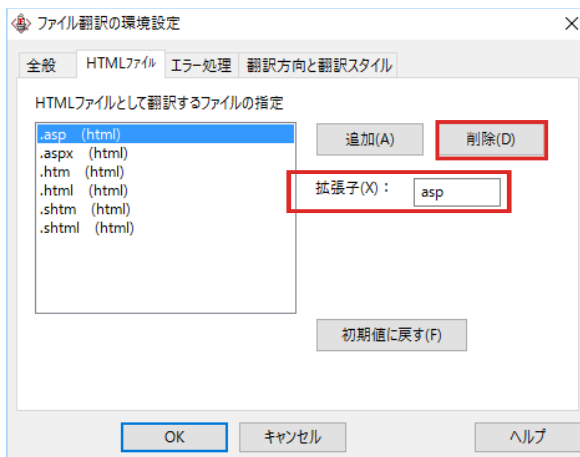 ファイル翻訳の環境設定
全般 HTMLファイル エラー処理 翻訳方向と翻訳スタイル
HTMLファイルとして翻訳するファイルの指定
.asp (html)
.aspx (html)
.htm (html)
.html (html)
.shtm (html)
.shtml (html)
追加(A) 削除(D)
拡張子(X)： asp
初期値に戻す(F)
OK キャンセル ヘルプ